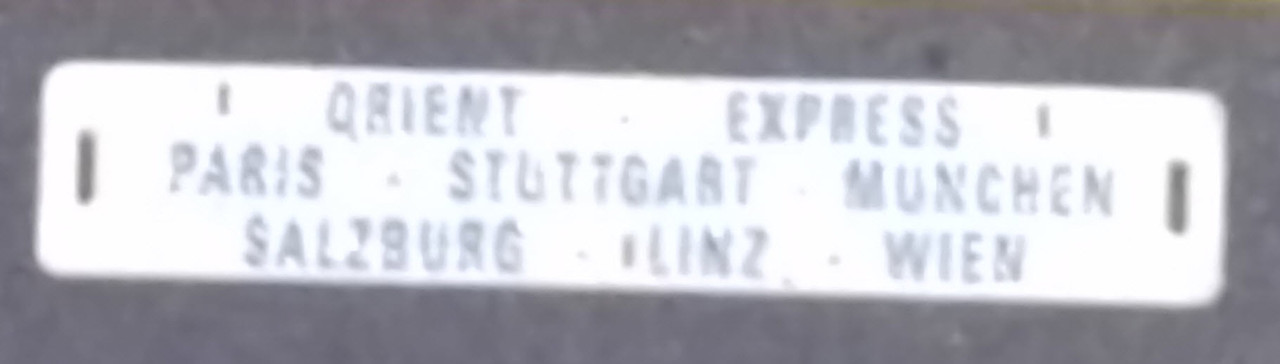 ORIENT · EXPRESS
PARIS · STUTTGART · MUNCHEN
SALZBURG · LINZ · WIEN